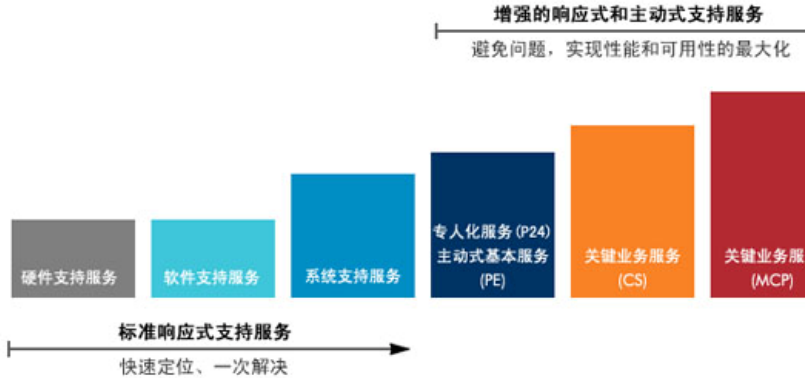 增强的响应式和主动式支持服务
避免问题，实现性能和可用性的最大化
硬件支持服务
软件支持服务
系统支持服务
专人化服务(P24)
主动式基本服务
(PE)
关键业务服务
(CS)
关键业务服
(MCP)
标准响应式支持服务
快速定位、一次解决